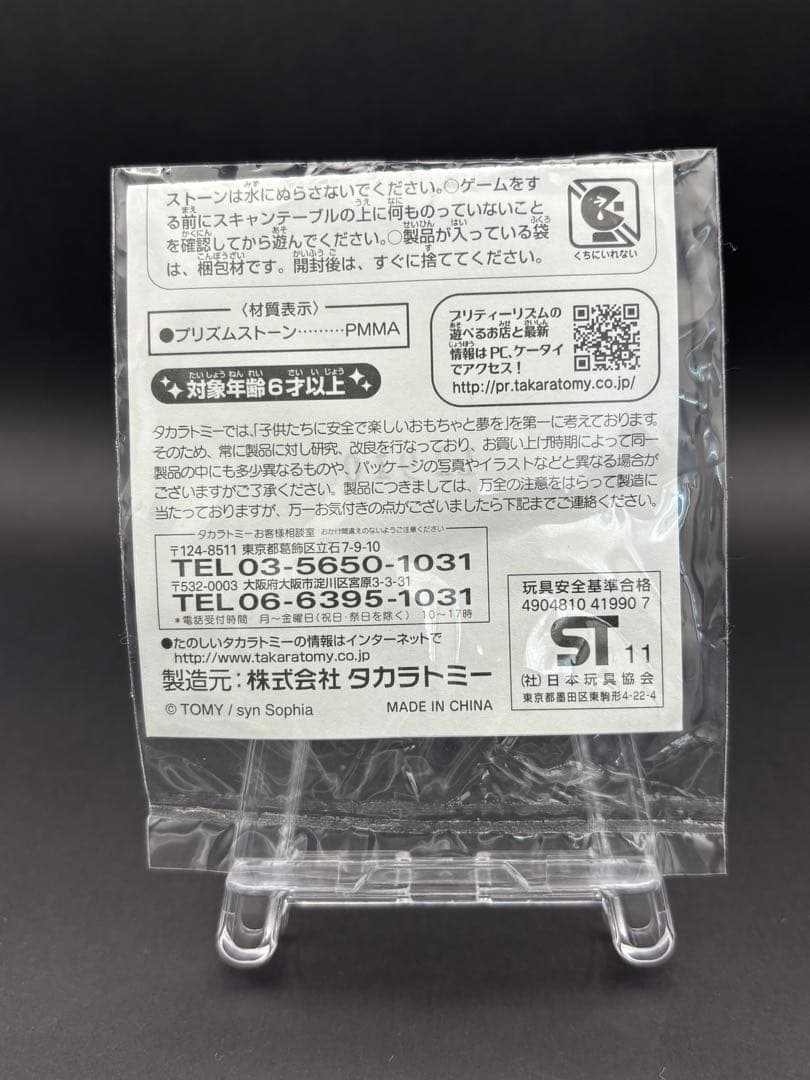 ストーンは水にぬらさないでください。○ゲームをす
る前にスキャンテーブルの上に何ものっていないこと
を確認してから遊んでください。○製品が入っている袋
は、梱包材です。開封後は、すぐに捨ててください。
くちにいれない
〈材質表示〉
●プリズムストーン………PMMA
プリティーリズムの
遊べるお店と最新
情報はPC、ケータイ
でアクセス!
http://pr.takaratomy.co.jp/
対象年齢6才以上
タカラトミーでは、「子供たちに安全で楽しいおもちゃと夢を」を第一に考えております。
そのため、常に製品に対し研究、改良を行なっており、お買い上げ時期によって同一
製品の中にも多少異なるものや、パッケージの写真やイラストなどと異なる場合が
ございますがご了承ください。製品につきましては、万全の注意をはらって製造に
当たっておりますが、万一お気付きの点がございましたら下記までご連絡ください。
タカラトミーお客様相談室 おかけ間違えのないようご注意ください
〒124-8511 東京都葛飾区立石7-9-10
TEL 03-5650-1031
〒532-0003 大阪府大阪市淀川区宮原3-3-31
TEL 06-6395-1031
*電話受付時間 月〜金曜日(祝日・祭日を除く) 10〜17時
●たのしいタカラトミーの情報はインターネットで
http://www.takaratomy.co.jp
製造元:株式会社 タカラトミー
© TOMY / syn Sophia MADE IN CHINA
玩具安全基準合格
4904810 41990 7
ST 11
(社)日本玩具協会
東京都墨田区東駒形4-22-4